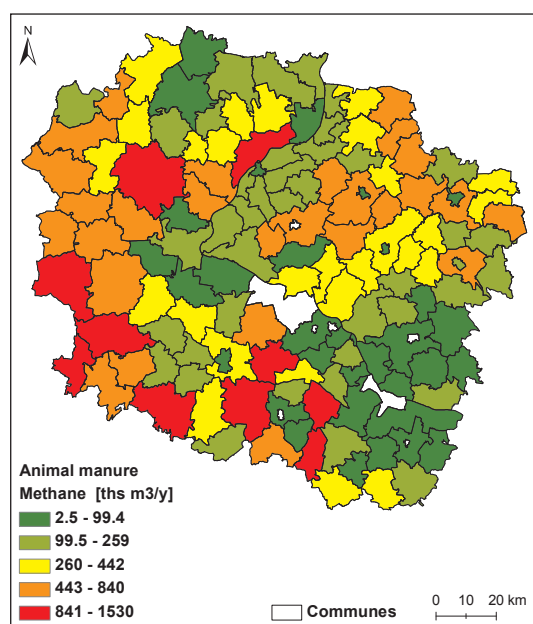 N
Animal manure
Methane [ths m3/y]
2.5 - 99.4
99.5 - 259
260 - 442
443 - 840
841 - 1530
Communes
0 10 20 km